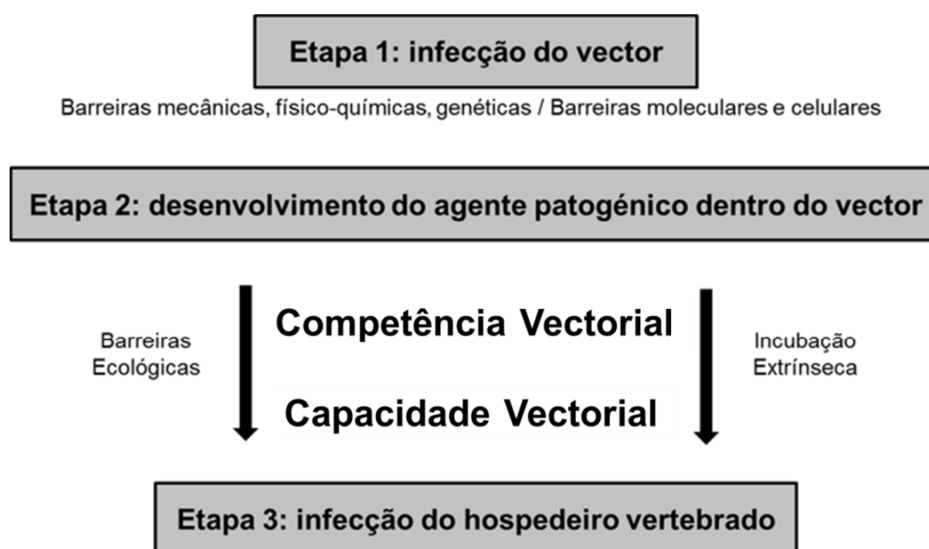 Etapa 1: infecção do vector
Barreiras mecânicas, físico-químicas, genéticas / Barreiras moleculares e celulares
Etapa 2: desenvolvimento do agente patogénico dentro do vector
Barreiras
Ecológicas
Competência Vectorial
Capacidade Vectorial
Incubação
Extrínseca
Etapa 3: infecção do hospedeiro vertebrado